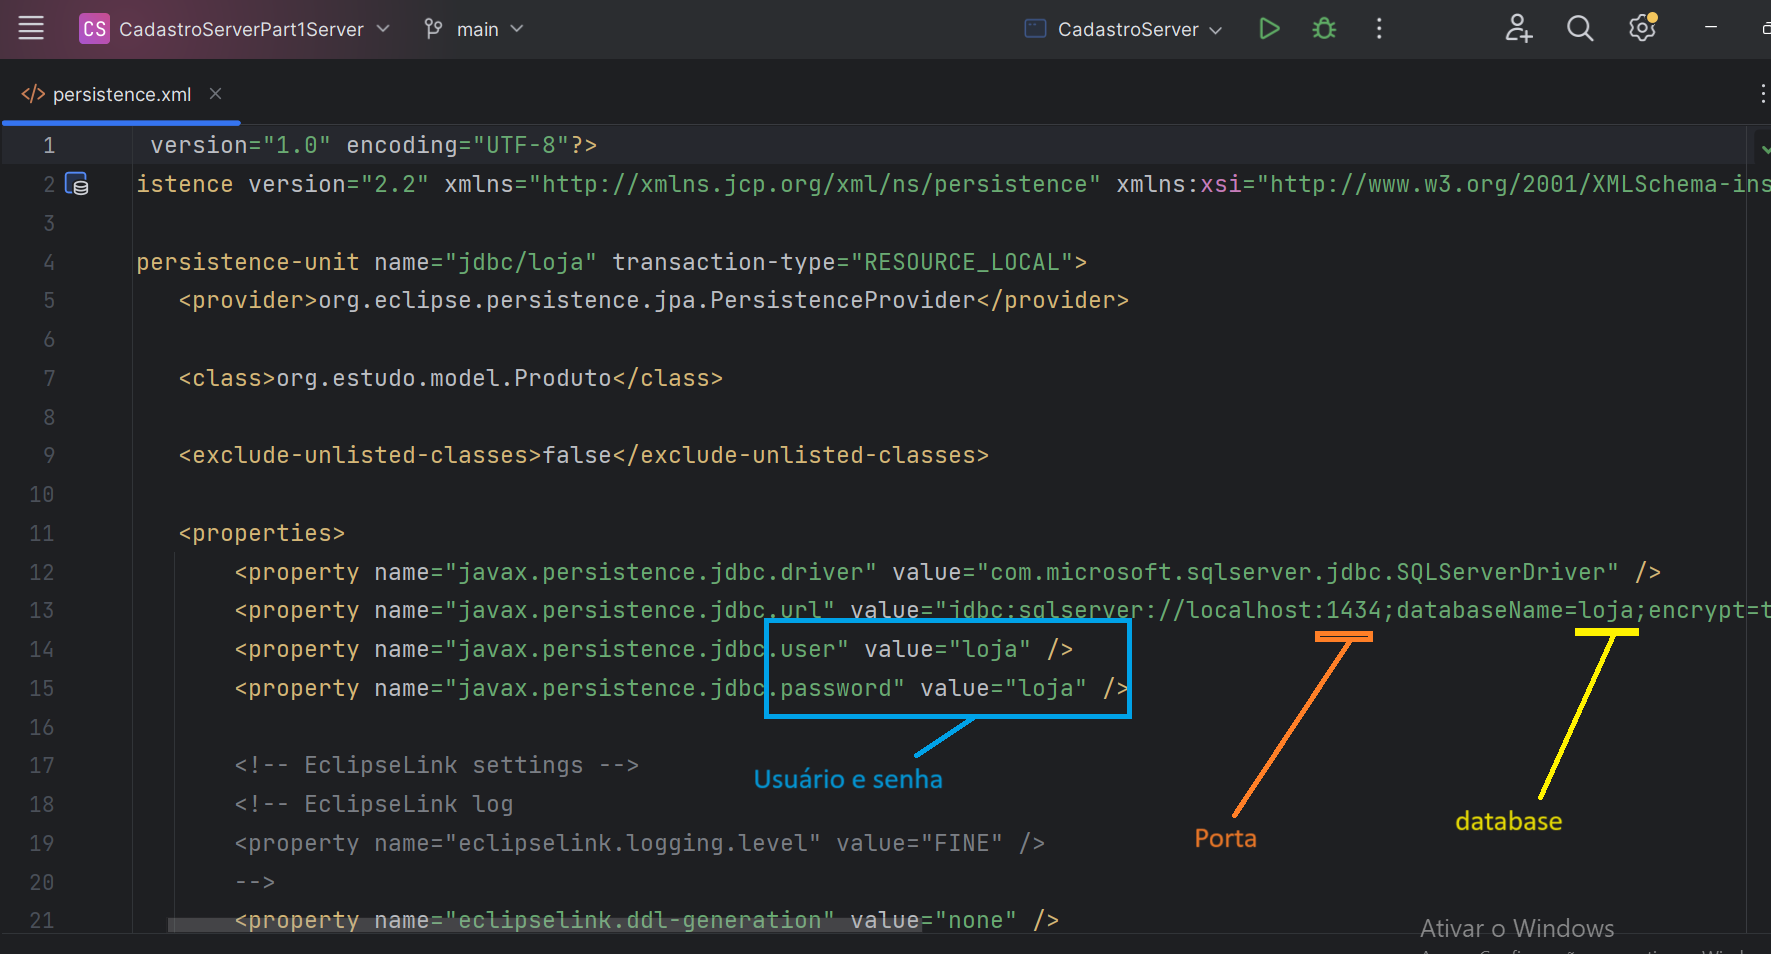 CS CadastroServerPart1Server main CadastroServer
</> persistence.xml
1 version="1.0" encoding="UTF-8"?>
2 istence version="2.2" xmlns="http://xmlns.jcp.org/xml/ns/persistence" xmlns:xsi="http://www.w3.org/2001/XMLSchema-ins
3
4 persistence-unit name="jdbc/loja" transaction-type="RESOURCE_LOCAL">
5 <provider>org.eclipse.persistence.jpa.PersistenceProvider</provider>
6
7 <class>org.estudo.model.Produto</class>
8
9 <exclude-unlisted-classes>false</exclude-unlisted-classes>
10
11 <properties>
12 <property name="javax.persistence.jdbc.driver" value="com.microsoft.sqlserver.jdbc.SQLServerDriver" />
13 <property name="javax.persistence.jdbc.url" value="jdbc:sqlserver://localhost:1434;databaseName=loja;encrypt=t
14 <property name="javax.persistence.jdbc.user" value="loja" />
15 <property name="javax.persistence.jdbc.password" value="loja" />
16
17 <!-- EclipseLink settings -->
Usuário e senha
18 <!-- EclipseLink log
database
19 <property name="eclipselink.logging.level" value="FINE" />
Porta
20 -->
21 <property name="eclipselink.ddl-generation" value="none" />
Ativar o Windows